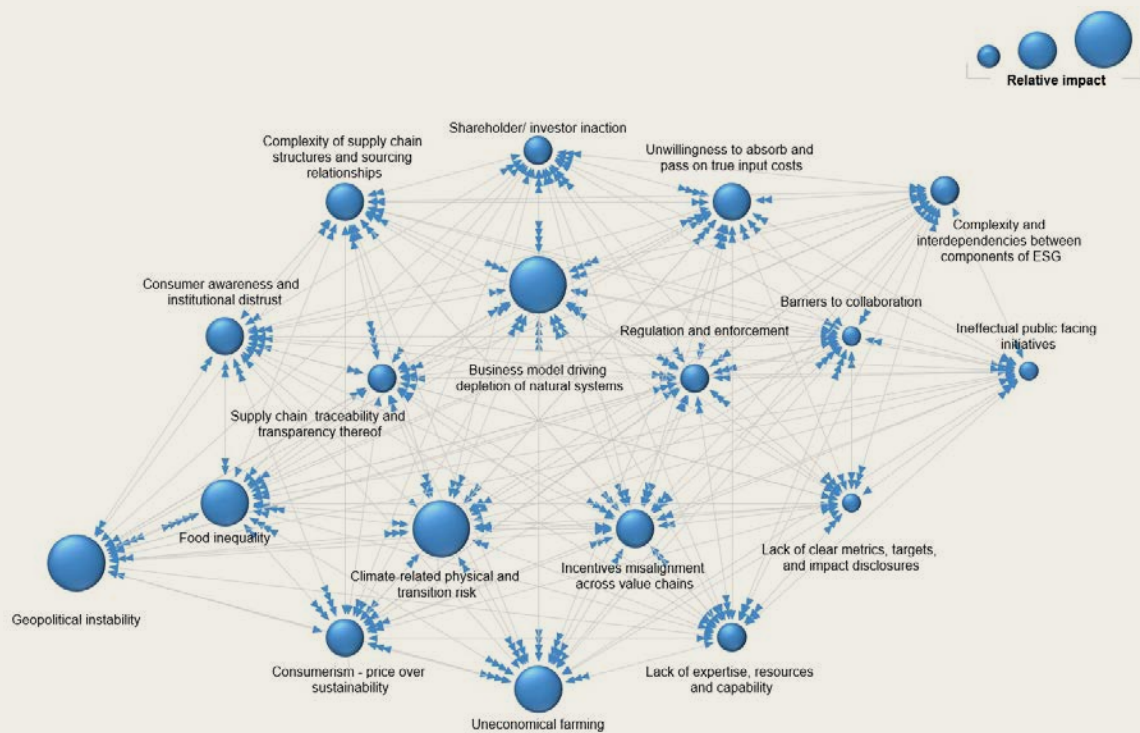 Relative impact
Shareholder/ investor inaction
Complexity of supply chain
structures and sourcing
relationships
Unwillingness to absorb and
pass on true input costs
Complexity and
interdependencies between
components of ESG
Consumer awareness and
institutional distrust
Barriers to collaboration
Regulation and enforcement
Ineffectual public facing
initiatives
Business model driving
depletion of natural systems
Supply chain traceability and
transparency thereof
Food inequality
Climate-related physical and
transition risk
Incentives misalignment
across value chains
Lack of clear metrics, targets,
and impact disclosures
Geopolitical instability
Consumerism - price over
sustainability
Lack of expertise, resources
and capability
Uneconomical farming